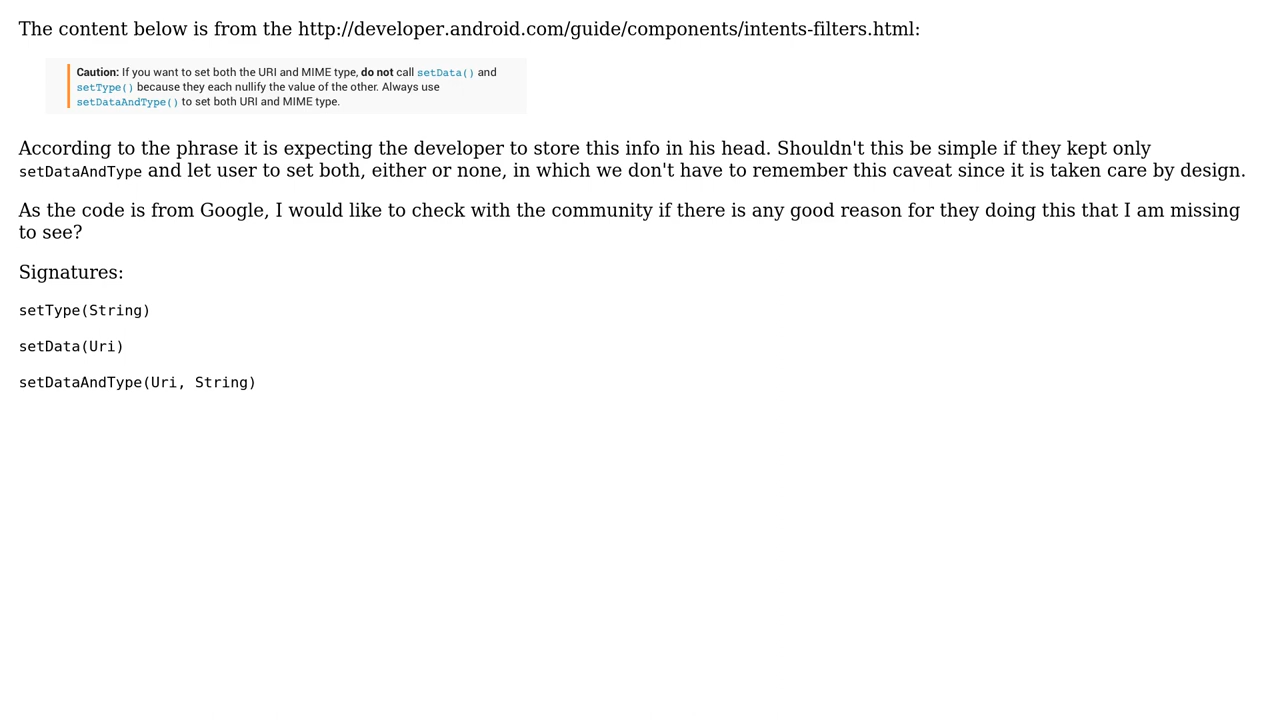 The content below is from the http://developer.android.com/guide/components/intents-filters.html:
Caution: If you want to set both the URI and MIME type, do not call setData() and
setType() because they each nullify the value of the other. Always use
setDataAndType() to set both URI and MIME type.
According to the phrase it is expecting the developer to store this info in his head. Shouldn't this be simple if they kept only
setDataAndType and let user to set both, either or none, in which we don't have to remember this caveat since it is taken care by design.
As the code is from Google, I would like to check with the community if there is any good reason for they doing this that I am missing
to see?
Signatures:
setType(String)
setData(Uri)
setDataAndType(Uri, String)